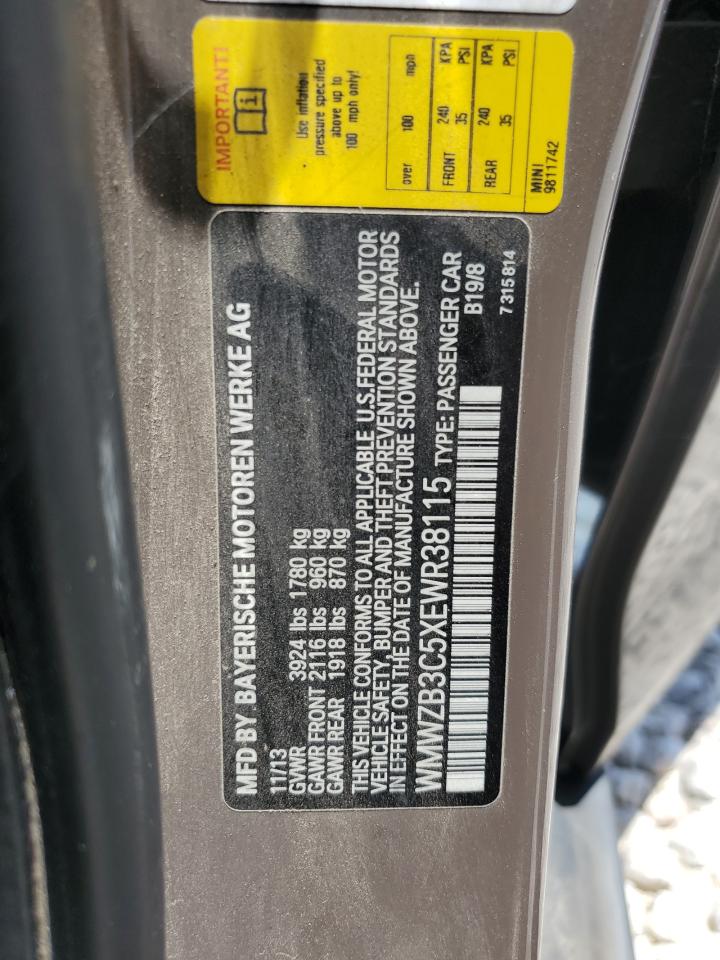 IMPORTANT!
Use inflation
pressure specified
above up to
100 mph only!
over 100 mph
FRONT 240 KPA
35 PSI
REAR 240 KPA
35 PSI
MINI
9811742
MFD BY BAYERISCHE MOTOREN WERKE AG
11/13
GVWR 3924 lbs 1780 kg
GAWR FRONT 2116 lbs 960 kg
GAWR REAR 1918 lbs 870 kg
THIS VEHICLE CONFORMS TO ALL APPLICABLE U.S.FEDERAL MOTOR
VEHICLE SAFETY, BUMPER AND THEFT PREVENTION STANDARDS
IN EFFECT ON THE DATE OF MANUFACTURE SHOWN ABOVE.
WMWZB3C5XEWR38115 TYPE: PASSENGER CAR
B19/8
7 315 814